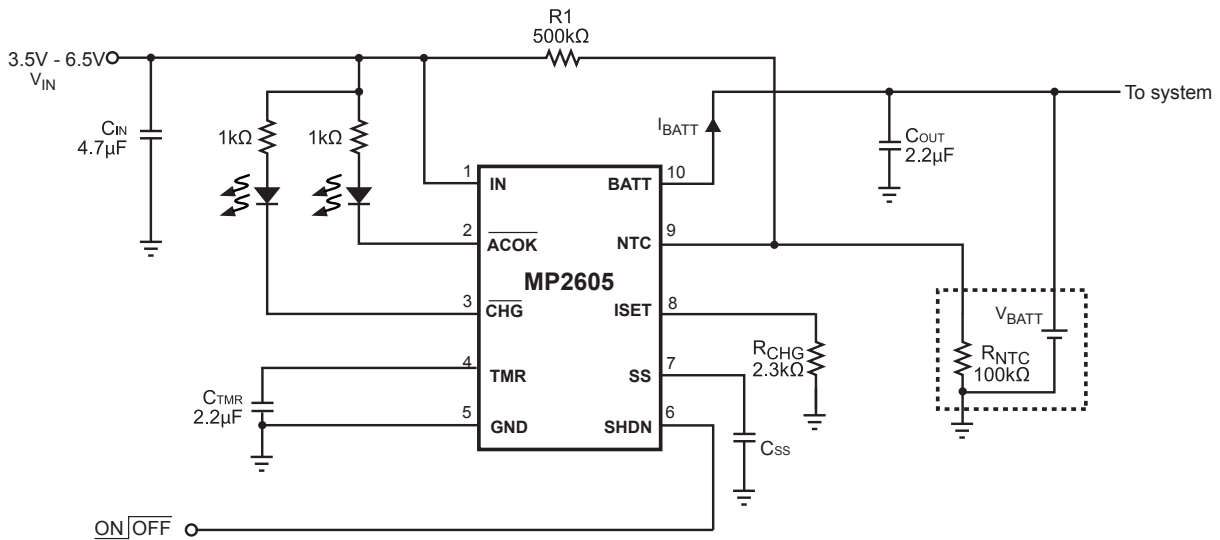 R1
500kΩ
3.5V - 6.5V
VIN
To system
CIN
4.7µF
1kΩ
1kΩ
IBATT
COUT
2.2µF
1
IN
BATT
10
2
ACOK
NTC
9
MP2605
3
CHG
ISET
8
VBATT
RCHG
2.3kΩ
RNTC
100kΩ
4
TMR
SS
7
CTMR
2.2µF
5
GND
SHDN
6
CSS
ON OFF